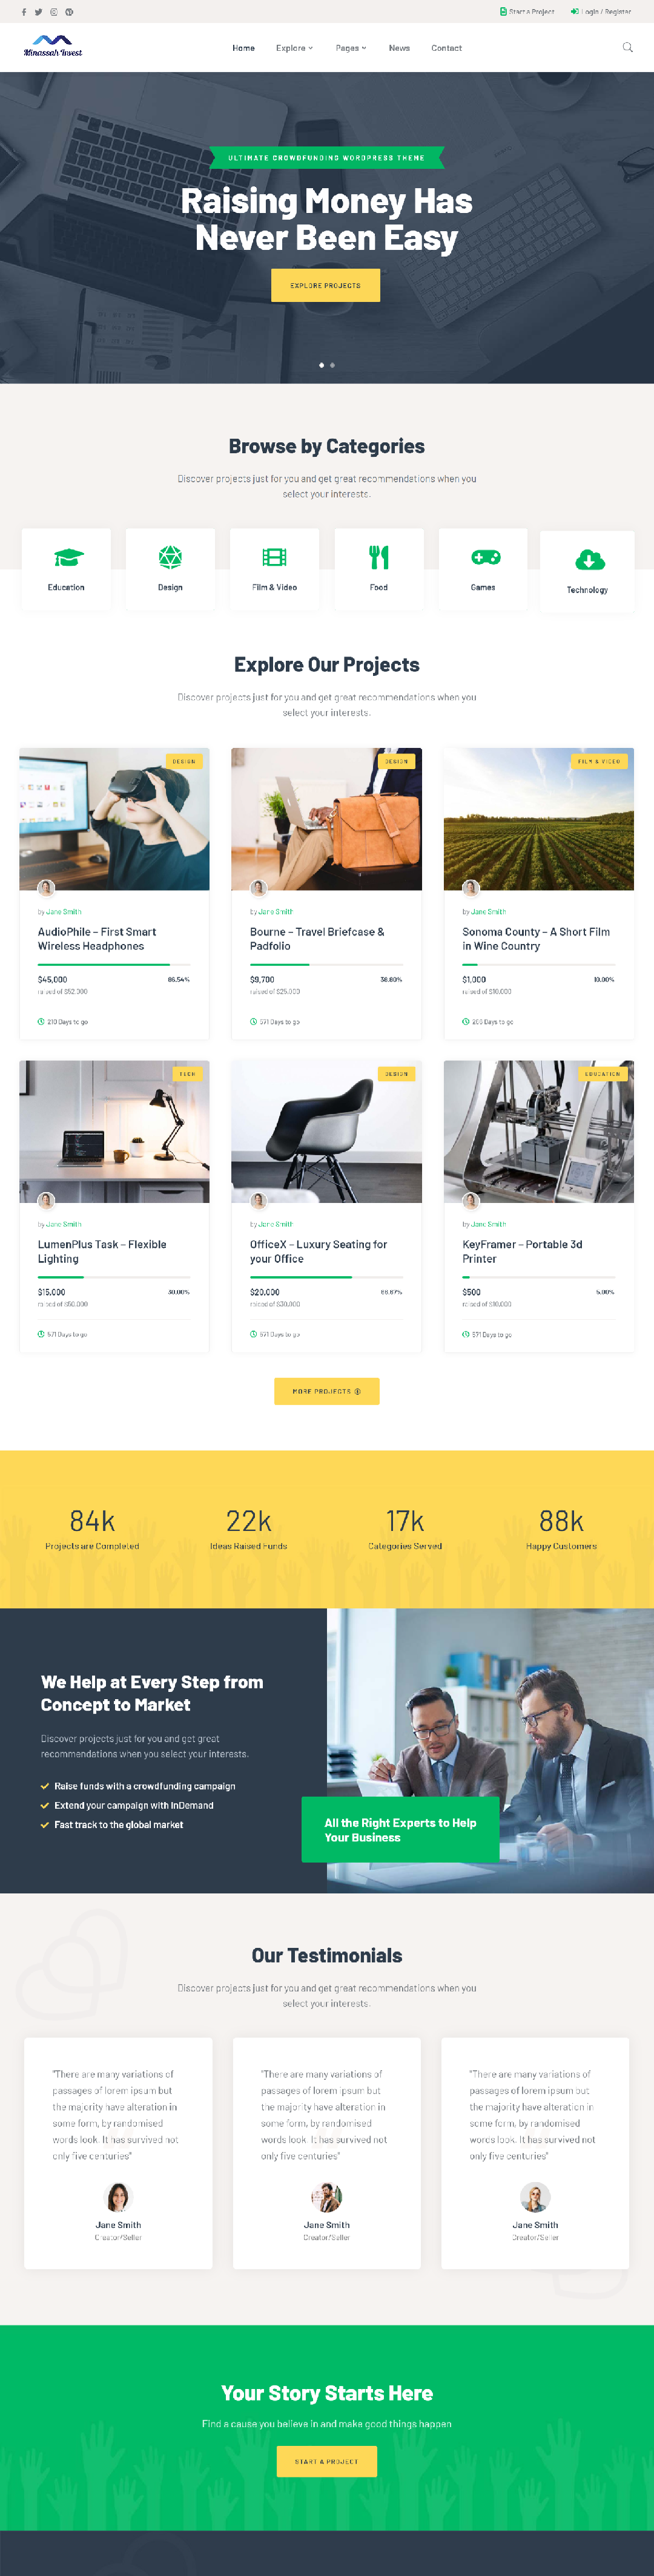 Start a Project
Login / Register
Minassah Invest
Home
Explore
Pages
News
Contact
ULTIMATE CROWDFUNDING WORDPRESS THEME
Raising Money Has
Never Been Easy
EXPLORE PROJECTS
Browse by Categories
Discover projects just for you and get great recommendations when you
select your interests.
Education
Design
Film & Video
Food
Games
Technology
Explore Our Projects
Discover projects just for you and get great recommendations when you
select your interests.
DESIGN
by Jane Smith
AudioPhile – First Smart
Wireless Headphones
$45,000
86.54%
raised of $52,000
210 Days to go
DESIGN
by Jane Smith
Bourne – Travel Briefcase &
Padfolio
$9,700
38.80%
raised of $25,000
571 Days to go
FILM & VIDEO
by Jane Smith
Sonoma County – A Short Film
in Wine Country
$1,000
10.00%
raised of $10,000
Days to go
TECH
by Jane Smith
LumenPlus Task – Flexible
Lighting
$15,000
30.00%
raised of $50,000
571 Days to go
DESIGN
by Jane Smith
OfficeX – Luxury Seating for
your Office
$20,000
66.67%
raised of $30,000
571 Days to go
EDUCATION
by Jane Smith
KeyFramer – Portable 3d
Printer
$500
5.00%
raised of $10,000
571 Days to go
MORE PROJECTS
84k
Projects are Completed
22k
Ideas Raised Funds
17k
Categories Served
88k
Happy Customers
We Help at Every Step from
Concept to Market
Discover projects just for you and get great
recommendations when you select your interests.
Raise funds with a crowdfunding campaign
Extend your campaign with InDemand
Fast track to the global market
All the Right Experts to Help
Your Business
Our Testimonials
Discover projects just for you and get great recommendations when you
select your interests.
"There are many variations of
passages of lorem ipsum but
the majority have alteration in
some form, by randomised
words look. It has survived not
only five centuries"
Jane Smith
Creator/Seller
"There are many variations of
passages of lorem ipsum but
the majority have alteration in
some form, by randomised
words look. It has survived not
only five centuries"
Jane Smith
Creator/Seller
"There are many variations of
passages of lorem ipsum but
the majority have alteration in
some form, by randomised
words look. It has survived not
only five centuries"
Jane Smith
Creator/Seller
Your Story Starts Here
Find a cause you believe in and make good things happen
START A PROJECT